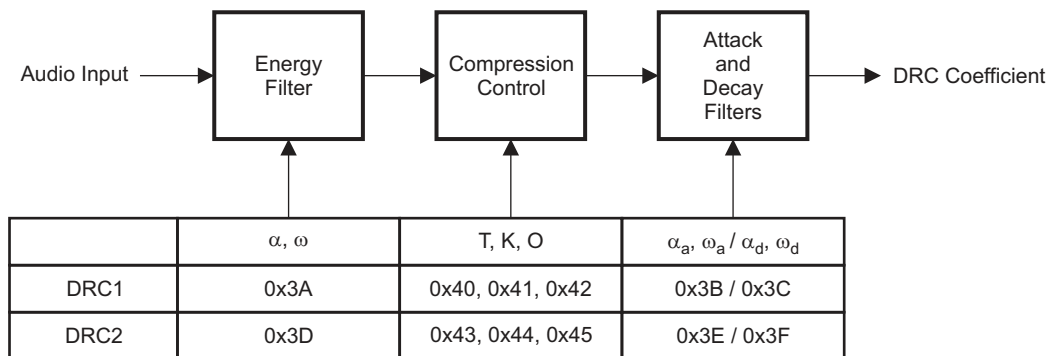 Audio Input
Energy
Filter
Compression
Control
Attack
and
Decay
Filters
DRC Coefficient
α, ω
T, K, O
αa, ωa / αd, ωd
DRC1
0x3A
0x40, 0x41, 0x42
0x3B / 0x3C
DRC2
0x3D
0x43, 0x44, 0x45
0x3E / 0x3F